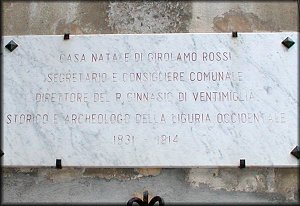 CASA NATALE DI GIROLAMO ROSSI
SEGRETARIO E CONSIGLIERE COMUNALE
DIRETTORE DEL R. GINNASIO DI VENTIMIGLIA
STORICO E ARCHEOLOGO DELLA LIGURIA OCCIDENTALE
1831 - 1914